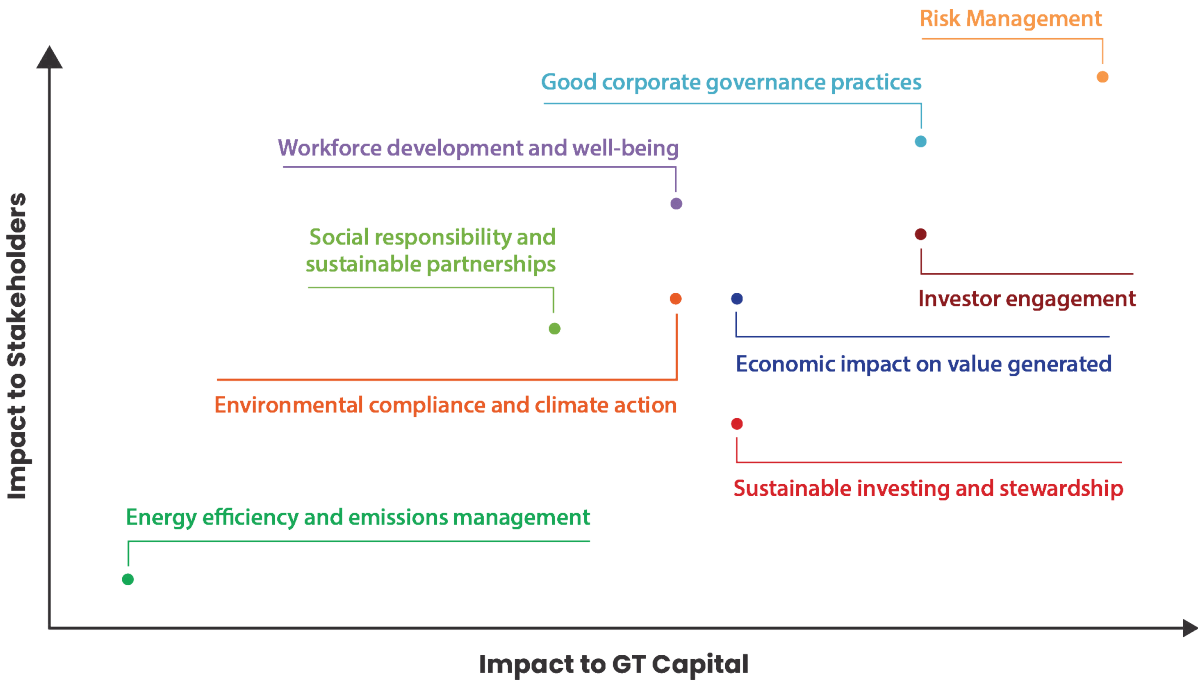 Risk Management
Good corporate governance practices
Workforce development and well-being
Social responsibility and
sustainable partnerships
Investor engagement
Economic impact on value generated
Environmental compliance and climate action
Sustainable investing and stewardship
Energy efficiency and emissions management
Impact to Stakeholders
Impact to GT Capital